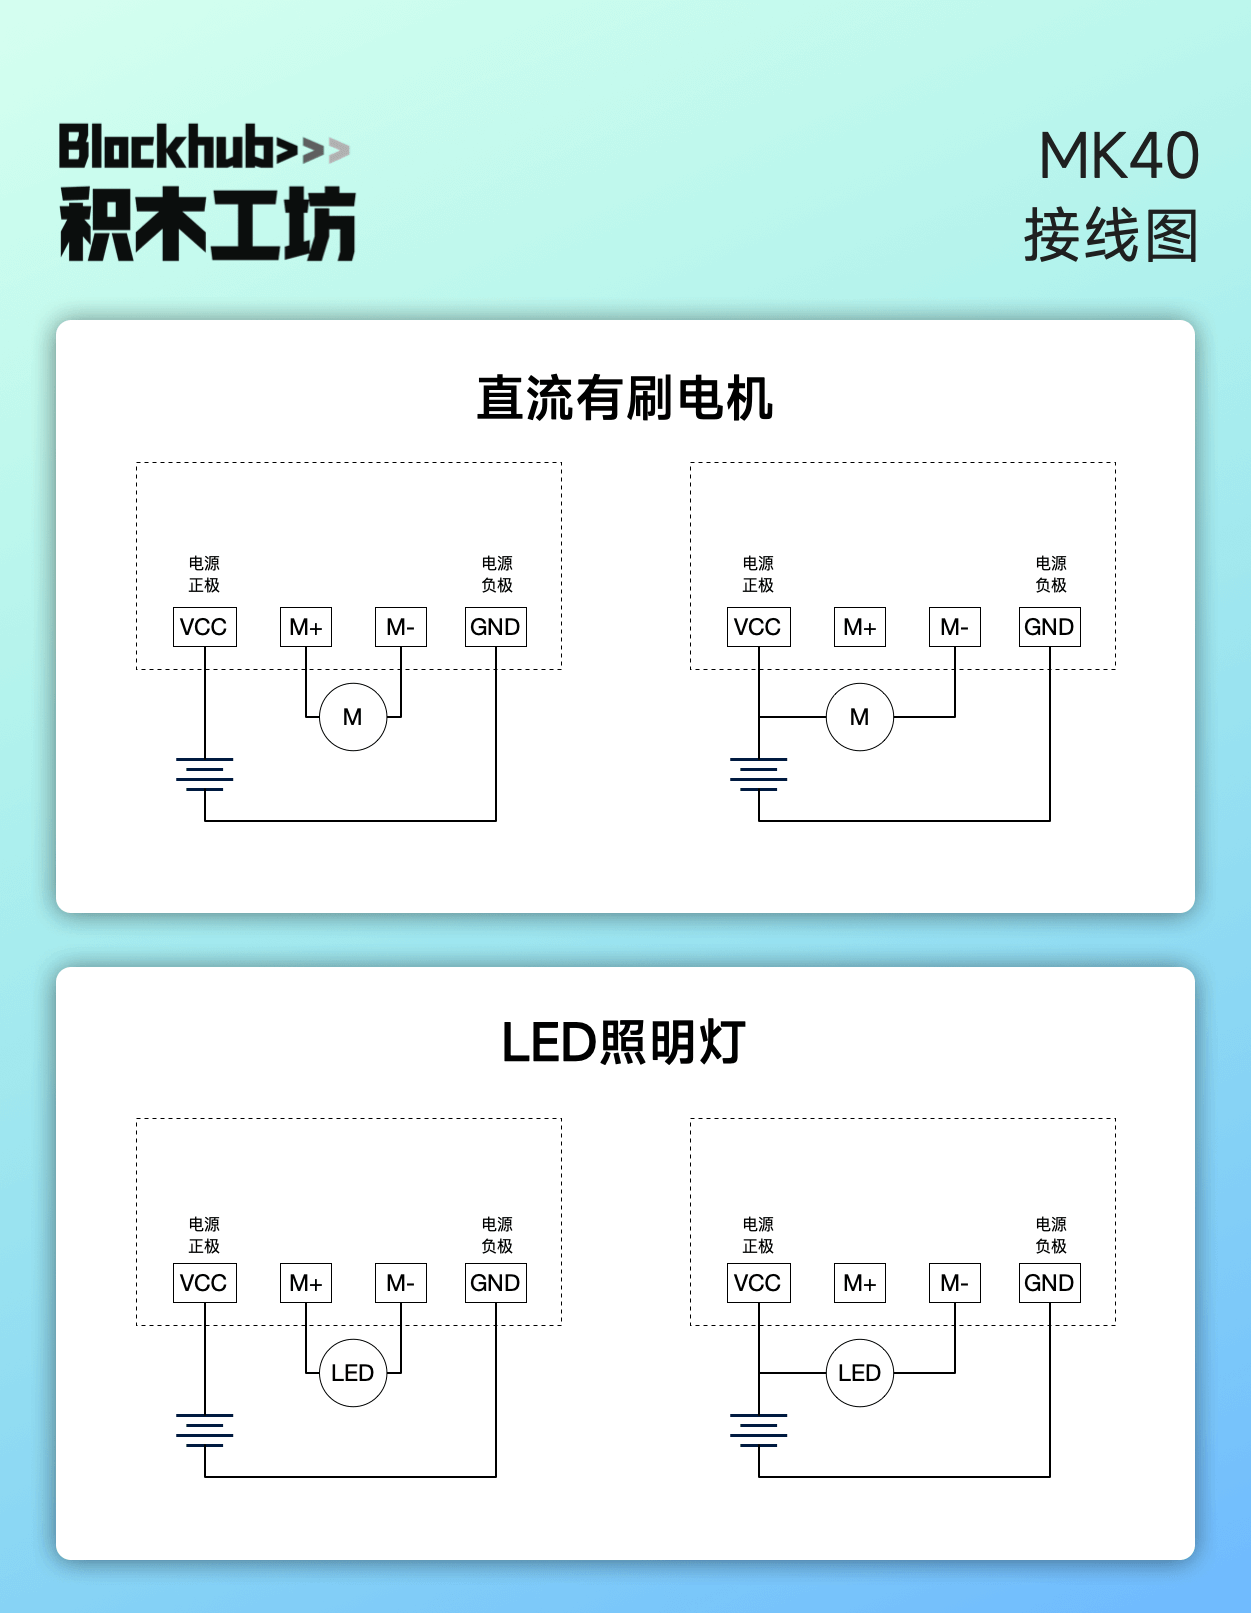 Blockhub>>>
积木工坊
MK40
接线图
直流有刷电机
电源
正极
电源
负极
VCC M+ M- GND
M
电源
正极
电源
负极
VCC M+ M- GND
M
LED照明灯
电源
正极
电源
负极
VCC M+ M- GND
LED
电源
正极
电源
负极
VCC M+ M- GND
LED